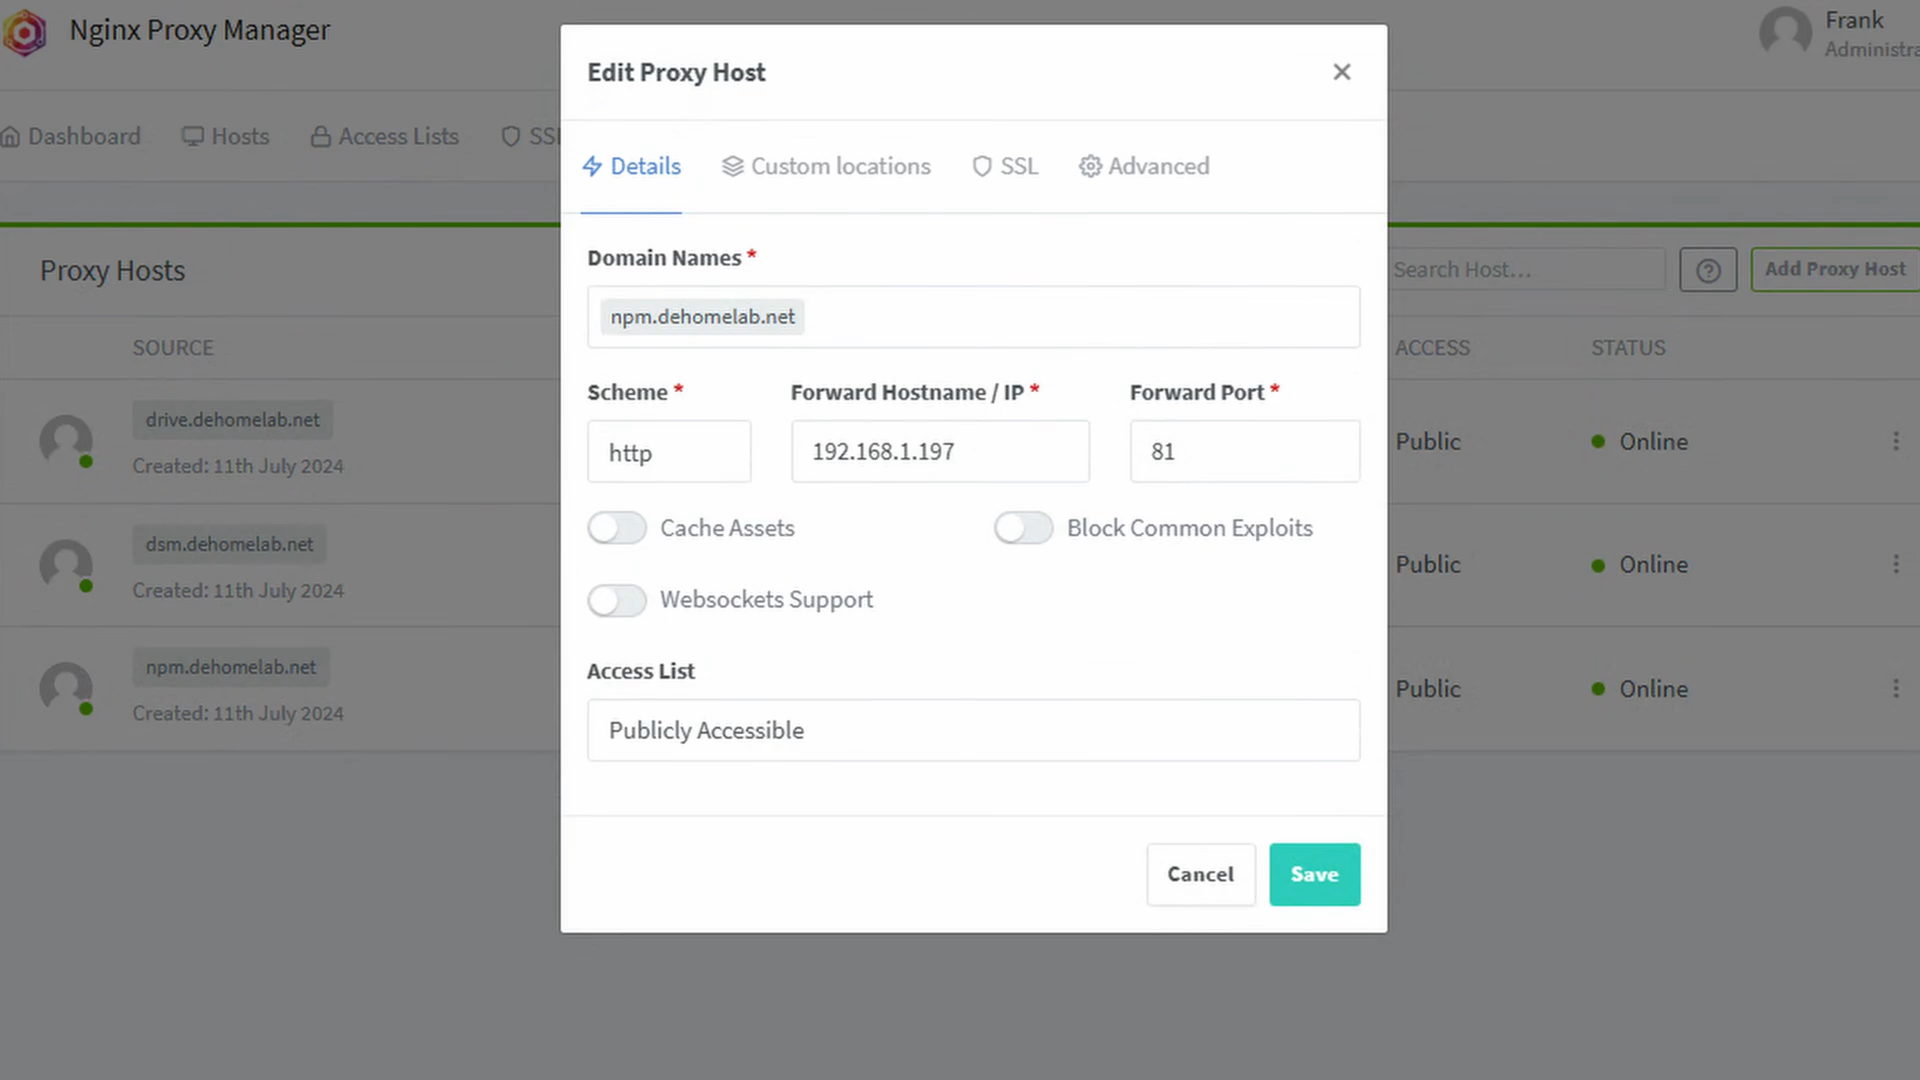 Nginx Proxy Manager
Frank
Administra
Dashboard
Hosts
Access Lists
Proxy Hosts
Search Host...
Add Proxy Host
SOURCE
ACCESS
STATUS
drive.dehomelab.net
Created: 11th July 2024
Public
Online
dsm.dehomelab.net
Created: 11th July 2024
Public
Online
npm.dehomelab.net
Created: 11th July 2024
Public
Online
Edit Proxy Host
Details
Custom locations
SSL
Advanced
Domain Names *
npm.dehomelab.net
Scheme *
Forward Hostname / IP *
Forward Port *
http
192.168.1.197
81
Cache Assets
Block Common Exploits
Websockets Support
Access List
Publicly Accessible
Cancel
Save